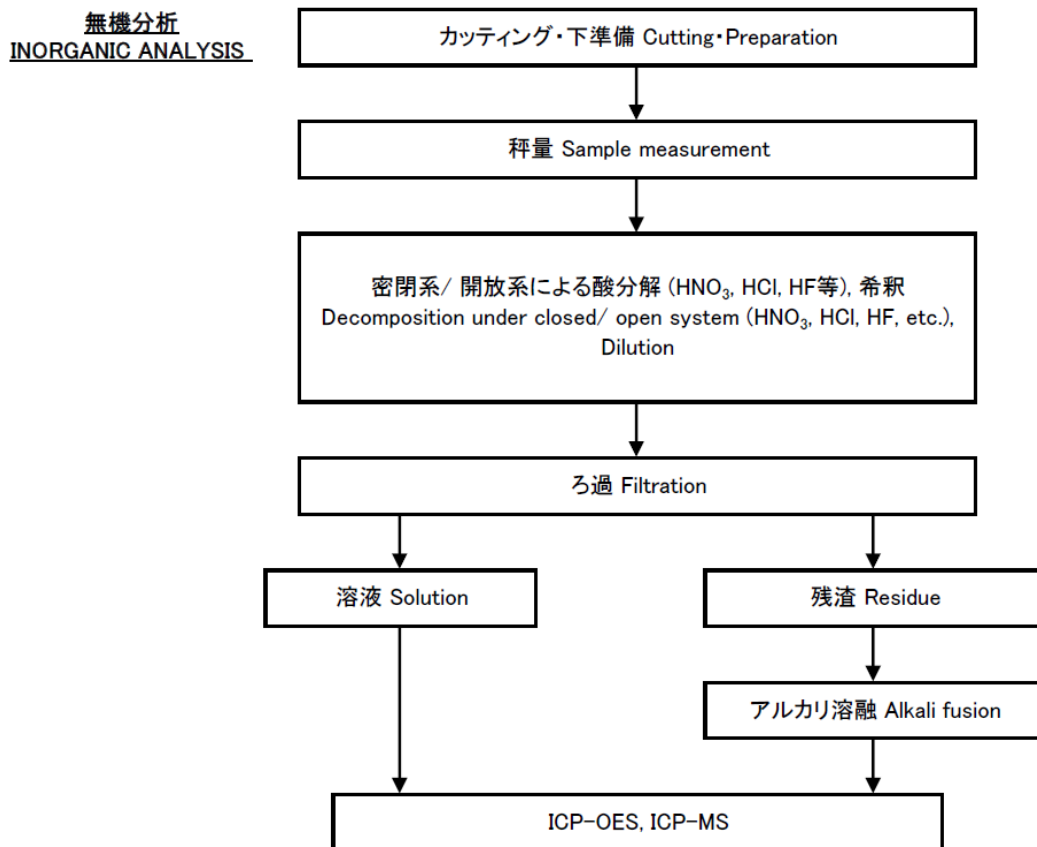 無機分析
INORGANIC ANALYSIS
カッティング・下準備 Cutting・Preparation
秤量 Sample measurement
密閉系/ 開放系による酸分解 (HNO₃, HCl, HF等), 希釈
Decomposition under closed/ open system (HNO₃, HCl, HF, etc.),
Dilution
ろ過 Filtration
溶液 Solution
残渣 Residue
アルカリ溶融 Alkali fusion
ICP-OES, ICP-MS